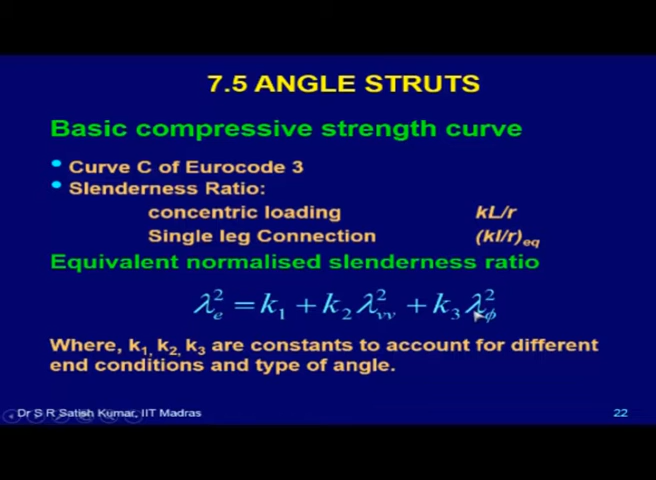 7.5 ANGLE STRUTS
Basic compressive strength curve
• Curve C of Eurocode 3
• Slenderness Ratio:
concentric loading kL/r
Single leg Connection (kl/r)eq
Equivalent normalised slenderness ratio
λₑ² = k₁ + k₂ λᵥᵥ² + k₃ λᵩ²
Where, k₁, k₂, k₃ are constants to account for different
end conditions and type of angle.
Dr S R Satish Kumar, IIT Madras 22